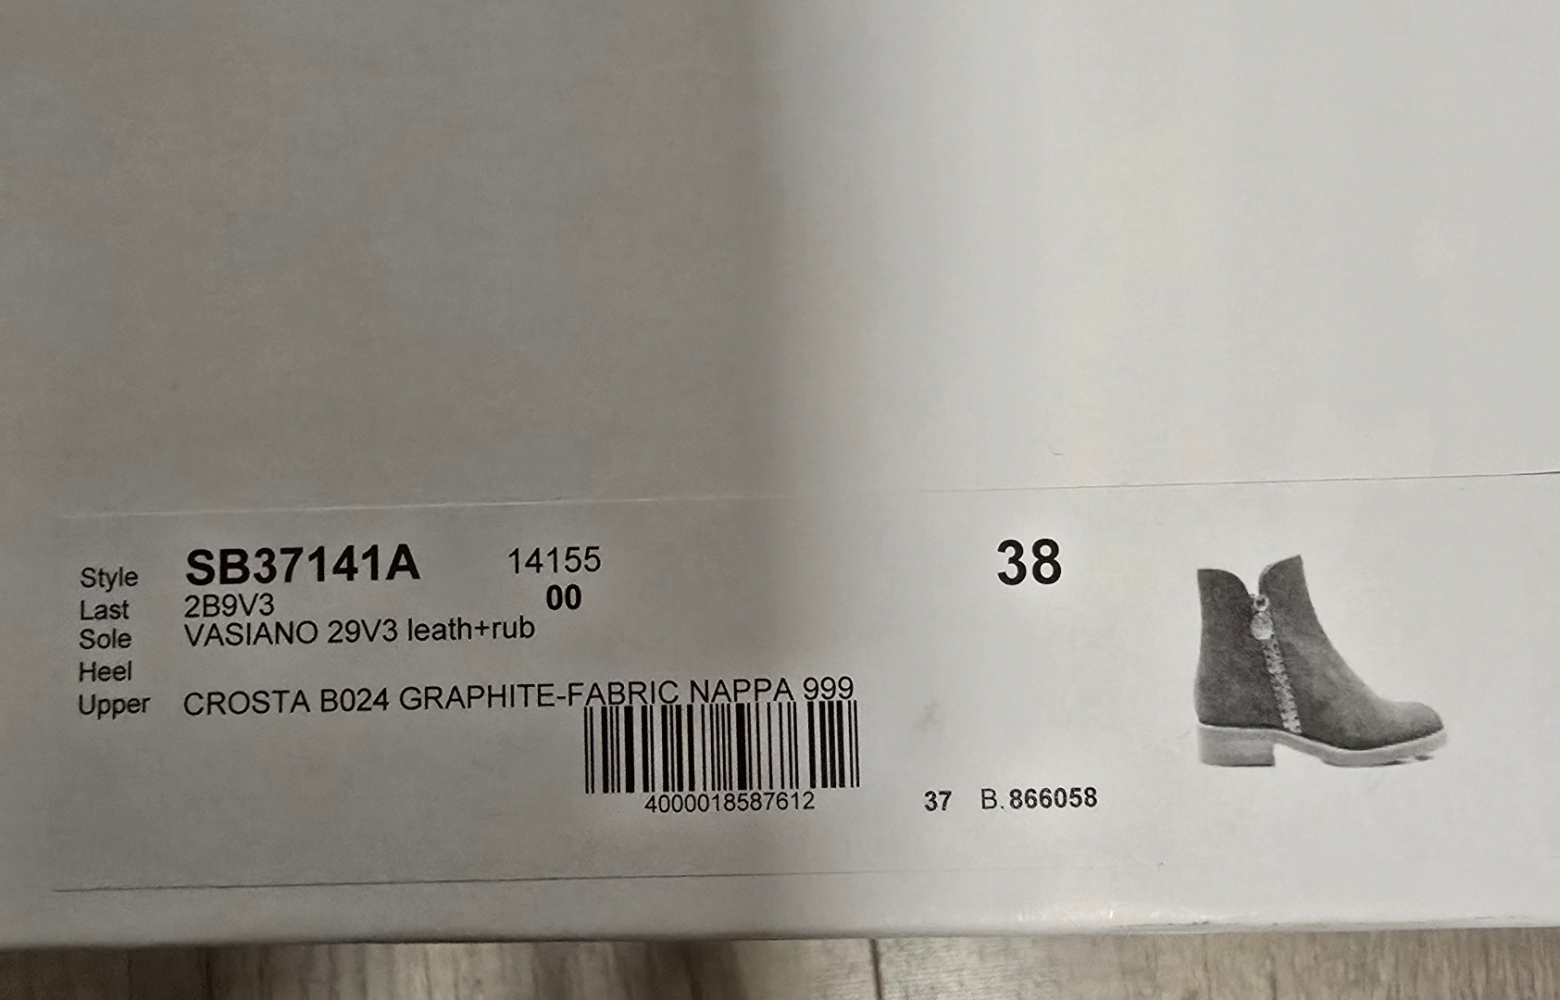 Style SB37141A 14155 38
Last 2B9V3 00
Sole VASIANO 29V3 leath+rub
Heel
Upper CROSTA B024 GRAPHITE-FABRIC NAPPA 999
4000018587612 37 B.866058